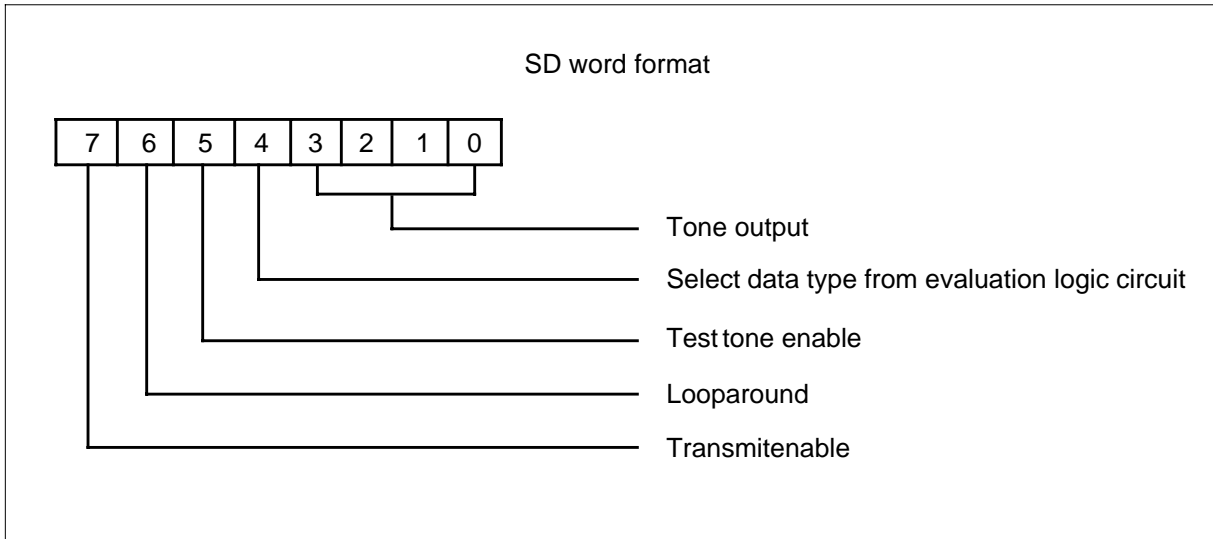 SD word format
7 6 5 4 3 2 1 0
Tone output
Select data type from evaluation logic circuit
Test tone enable
Looparound
Transmitenable